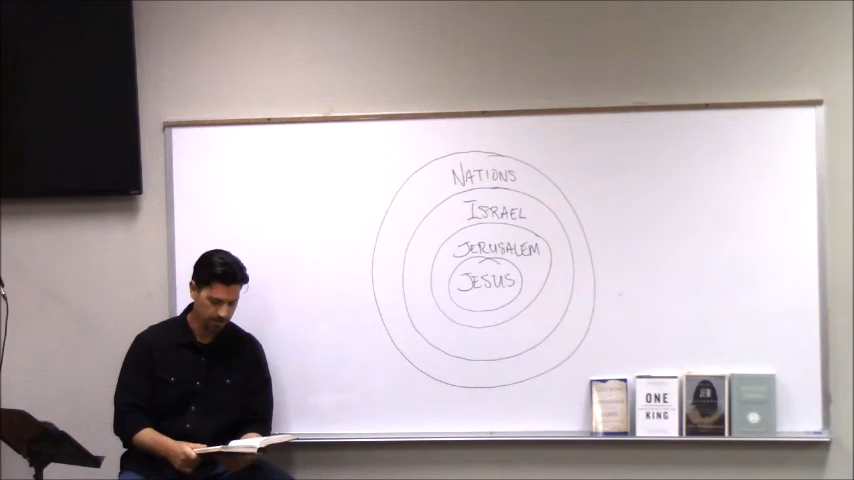 NATIONS
ISRAEL
JERUSALEM
JESUS
ONE
KING